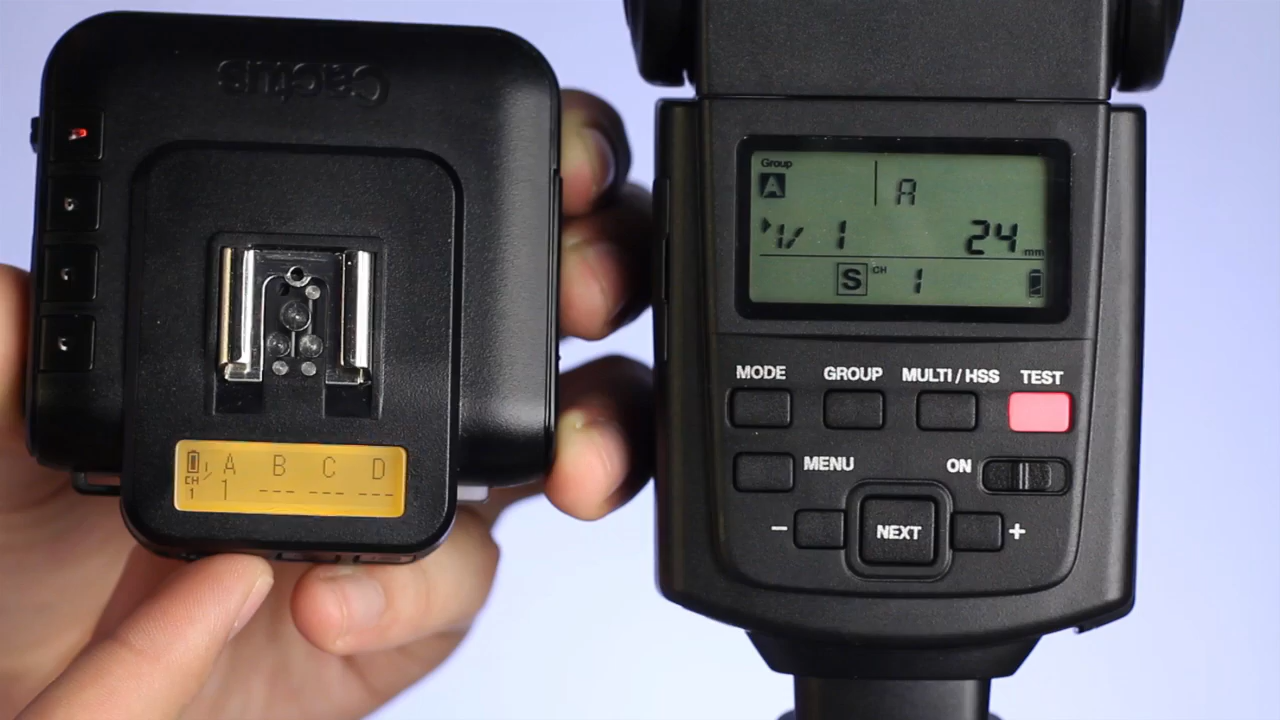 Cactus
A B C D
CH 1/ 1 --- --- ---
1
Group
A A
1/ 1 24 mm
S CH 1
MODE GROUP MULTI / HSS TEST
MENU ON
− NEXT +